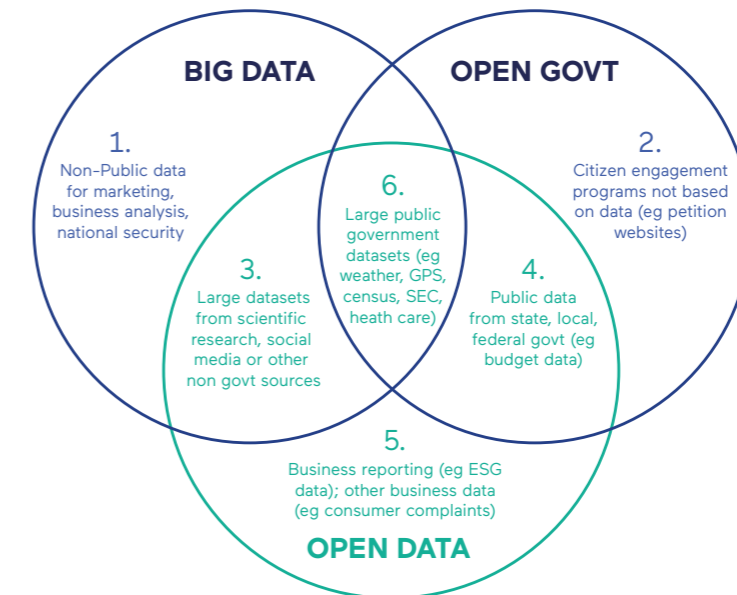 BIG DATA
OPEN GOVT
1.
Non-Public data
for marketing,
business analysis,
national security
2.
Citizen engagement
programs not based
on data (eg petition
websites)
6.
Large public
government
datasets (eg
weather, GPS,
census, SEC,
heath care)
3.
Large datasets
from scientific
research, social
media or other
non govt sources
4.
Public data
from state, local,
federal govt (eg
budget data)
5.
Business reporting (eg ESG
data); other business data
(eg consumer complaints)
OPEN DATA